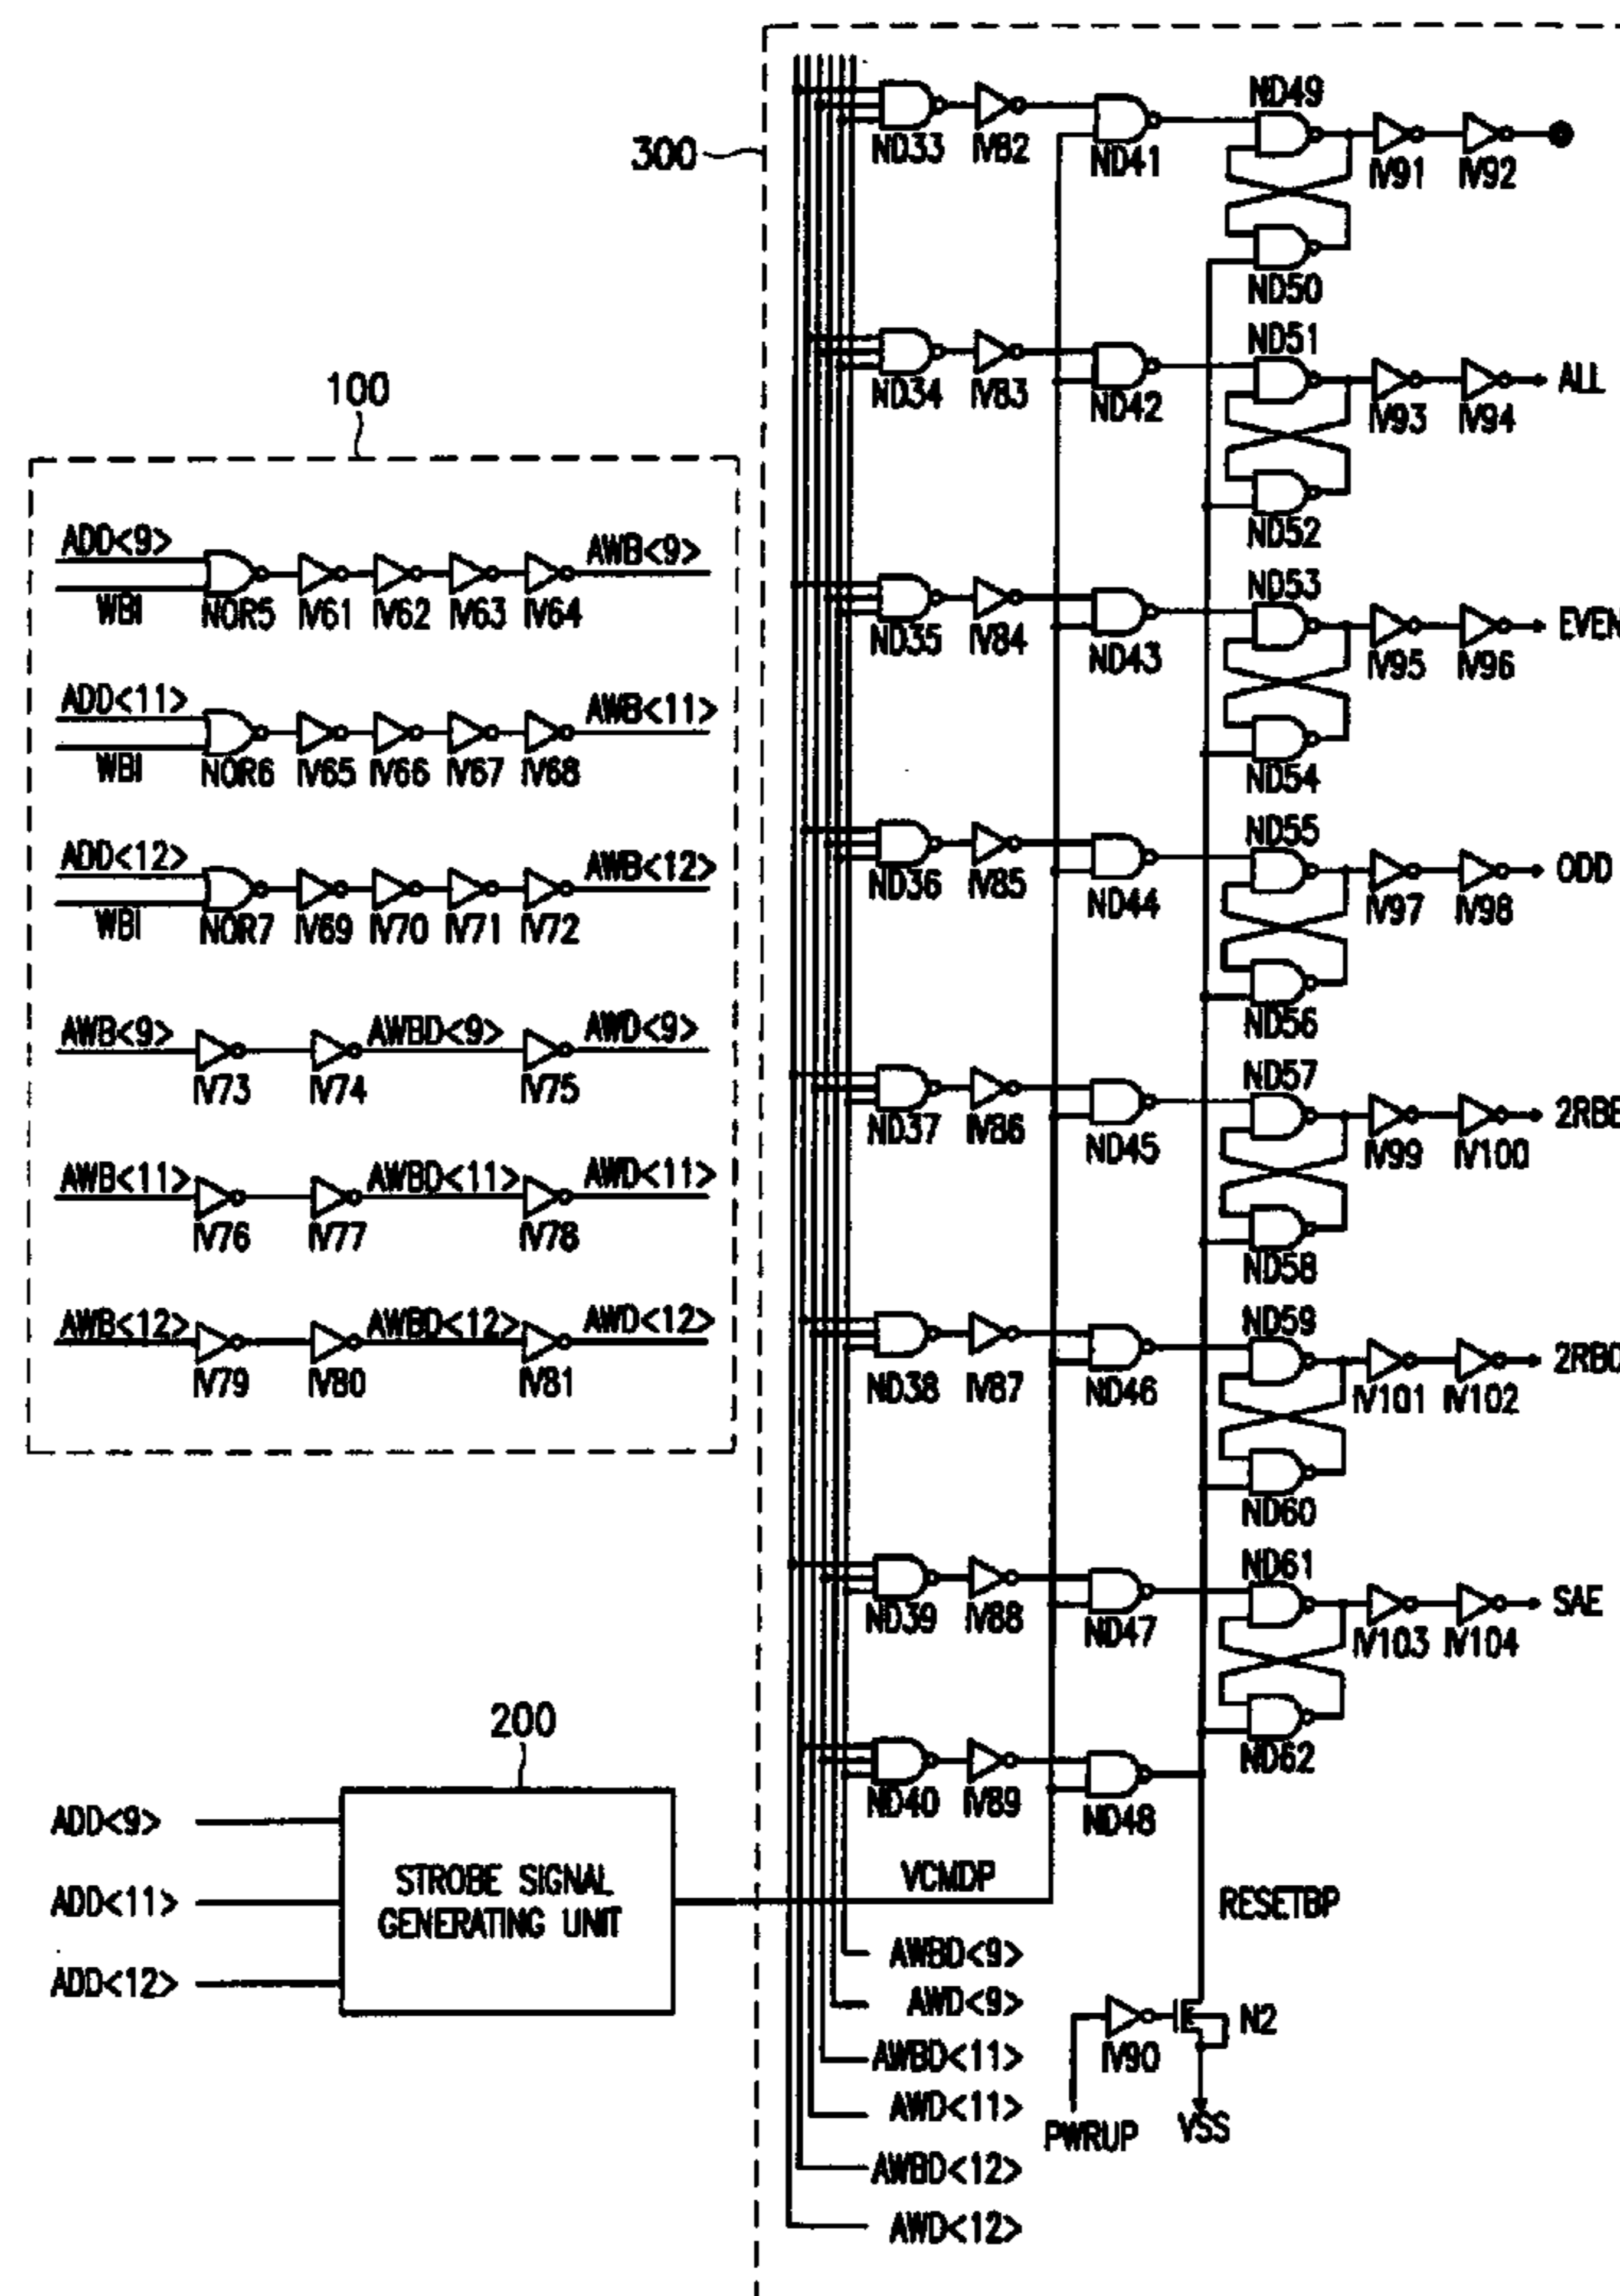 300
ND33 IV82 ND41 ND49 IV91 IV92
ND50
ND34 IV83 ND42 ND51 IV93 IV94 ALL
ND52
ND35 IV84 ND43 ND53 IV95 IV96 EVEN
ND54
ND36 IV85 ND44 ND55 IV97 IV98 ODD
ND56
ND37 IV86 ND45 ND57 IV99 IV100
ND58
ND38 IV87 ND46 ND59 IV101 IV102
ND60
ND39 IV88 ND47 ND61 IV103 IV104 SAE
ND62
ND40 IV89 ND48
100
ADD<9>
WBI NOR5 IV61 IV62 IV63 IV64 AWB<9>
ADD<11>
WBI NOR6 IV65 IV66 IV67 IV68 AWB<11>
ADD<12>
WBI NOR7 IV69 IV70 IV71 IV72 AWB<12>
AWB<9> IV73 IV74 AWBD<9> IV75 AWD<9>
AWB<11> IV76 IV77 AWBD<11> IV78 AWD<11>
AWB<12> IV79 IV80 AWBD<12> IV81 AWD<12>
200
ADD<9>
ADD<11>
ADD<12>
STROBE SIGNAL
GENERATING UNIT
VCMDP
RESETBP
AWBD<9>
AWD<9>
AWBD<11>
AWD<11>
AWBD<12>
AWD<12>
IV90 N2
PWRUP VSS